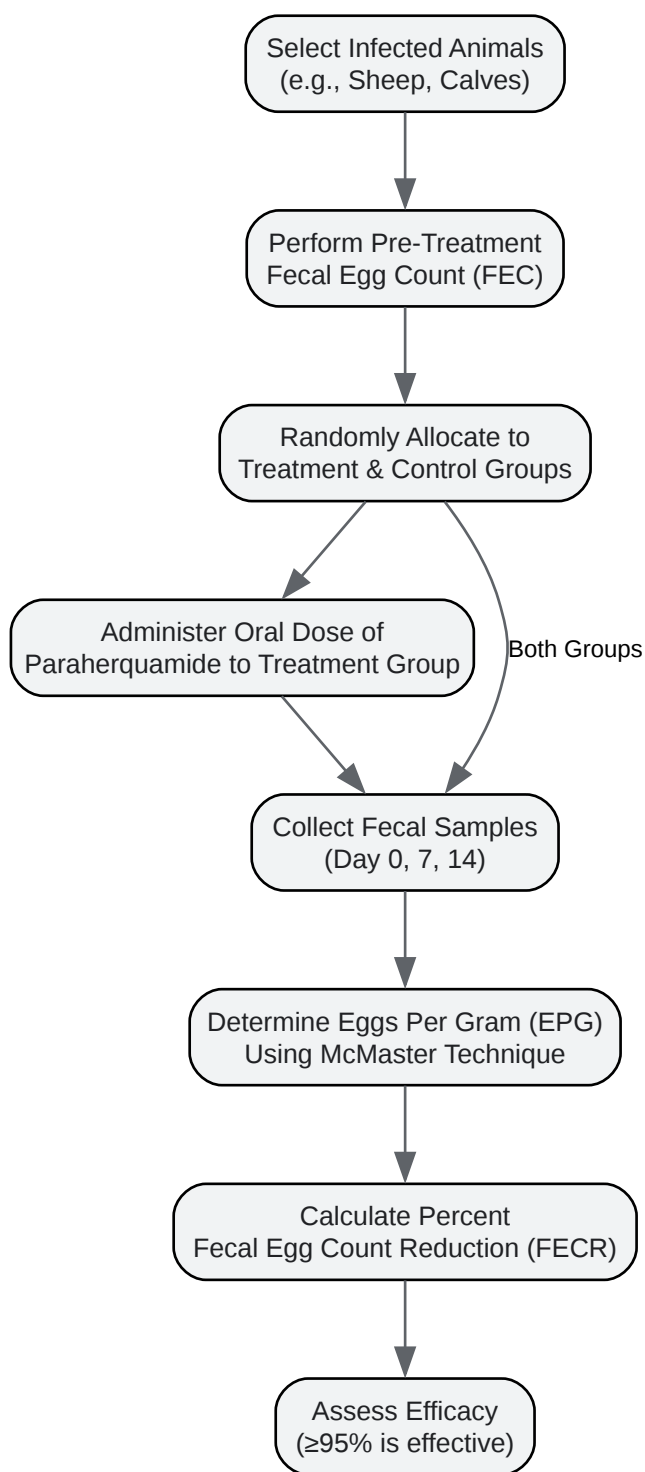 Select Infected Animals
(e.g., Sheep, Calves)
Perform Pre-Treatment
Fecal Egg Count (FEC)
Randomly Allocate to
Treatment & Control Groups
Administer Oral Dose of
Paraherquamide to Treatment Group
Both Groups
Collect Fecal Samples
(Day 0, 7, 14)
Determine Eggs Per Gram (EPG)
Using McMaster Technique
Calculate Percent
Fecal Egg Count Reduction (FECR)
Assess Efficacy
(≥95% is effective)